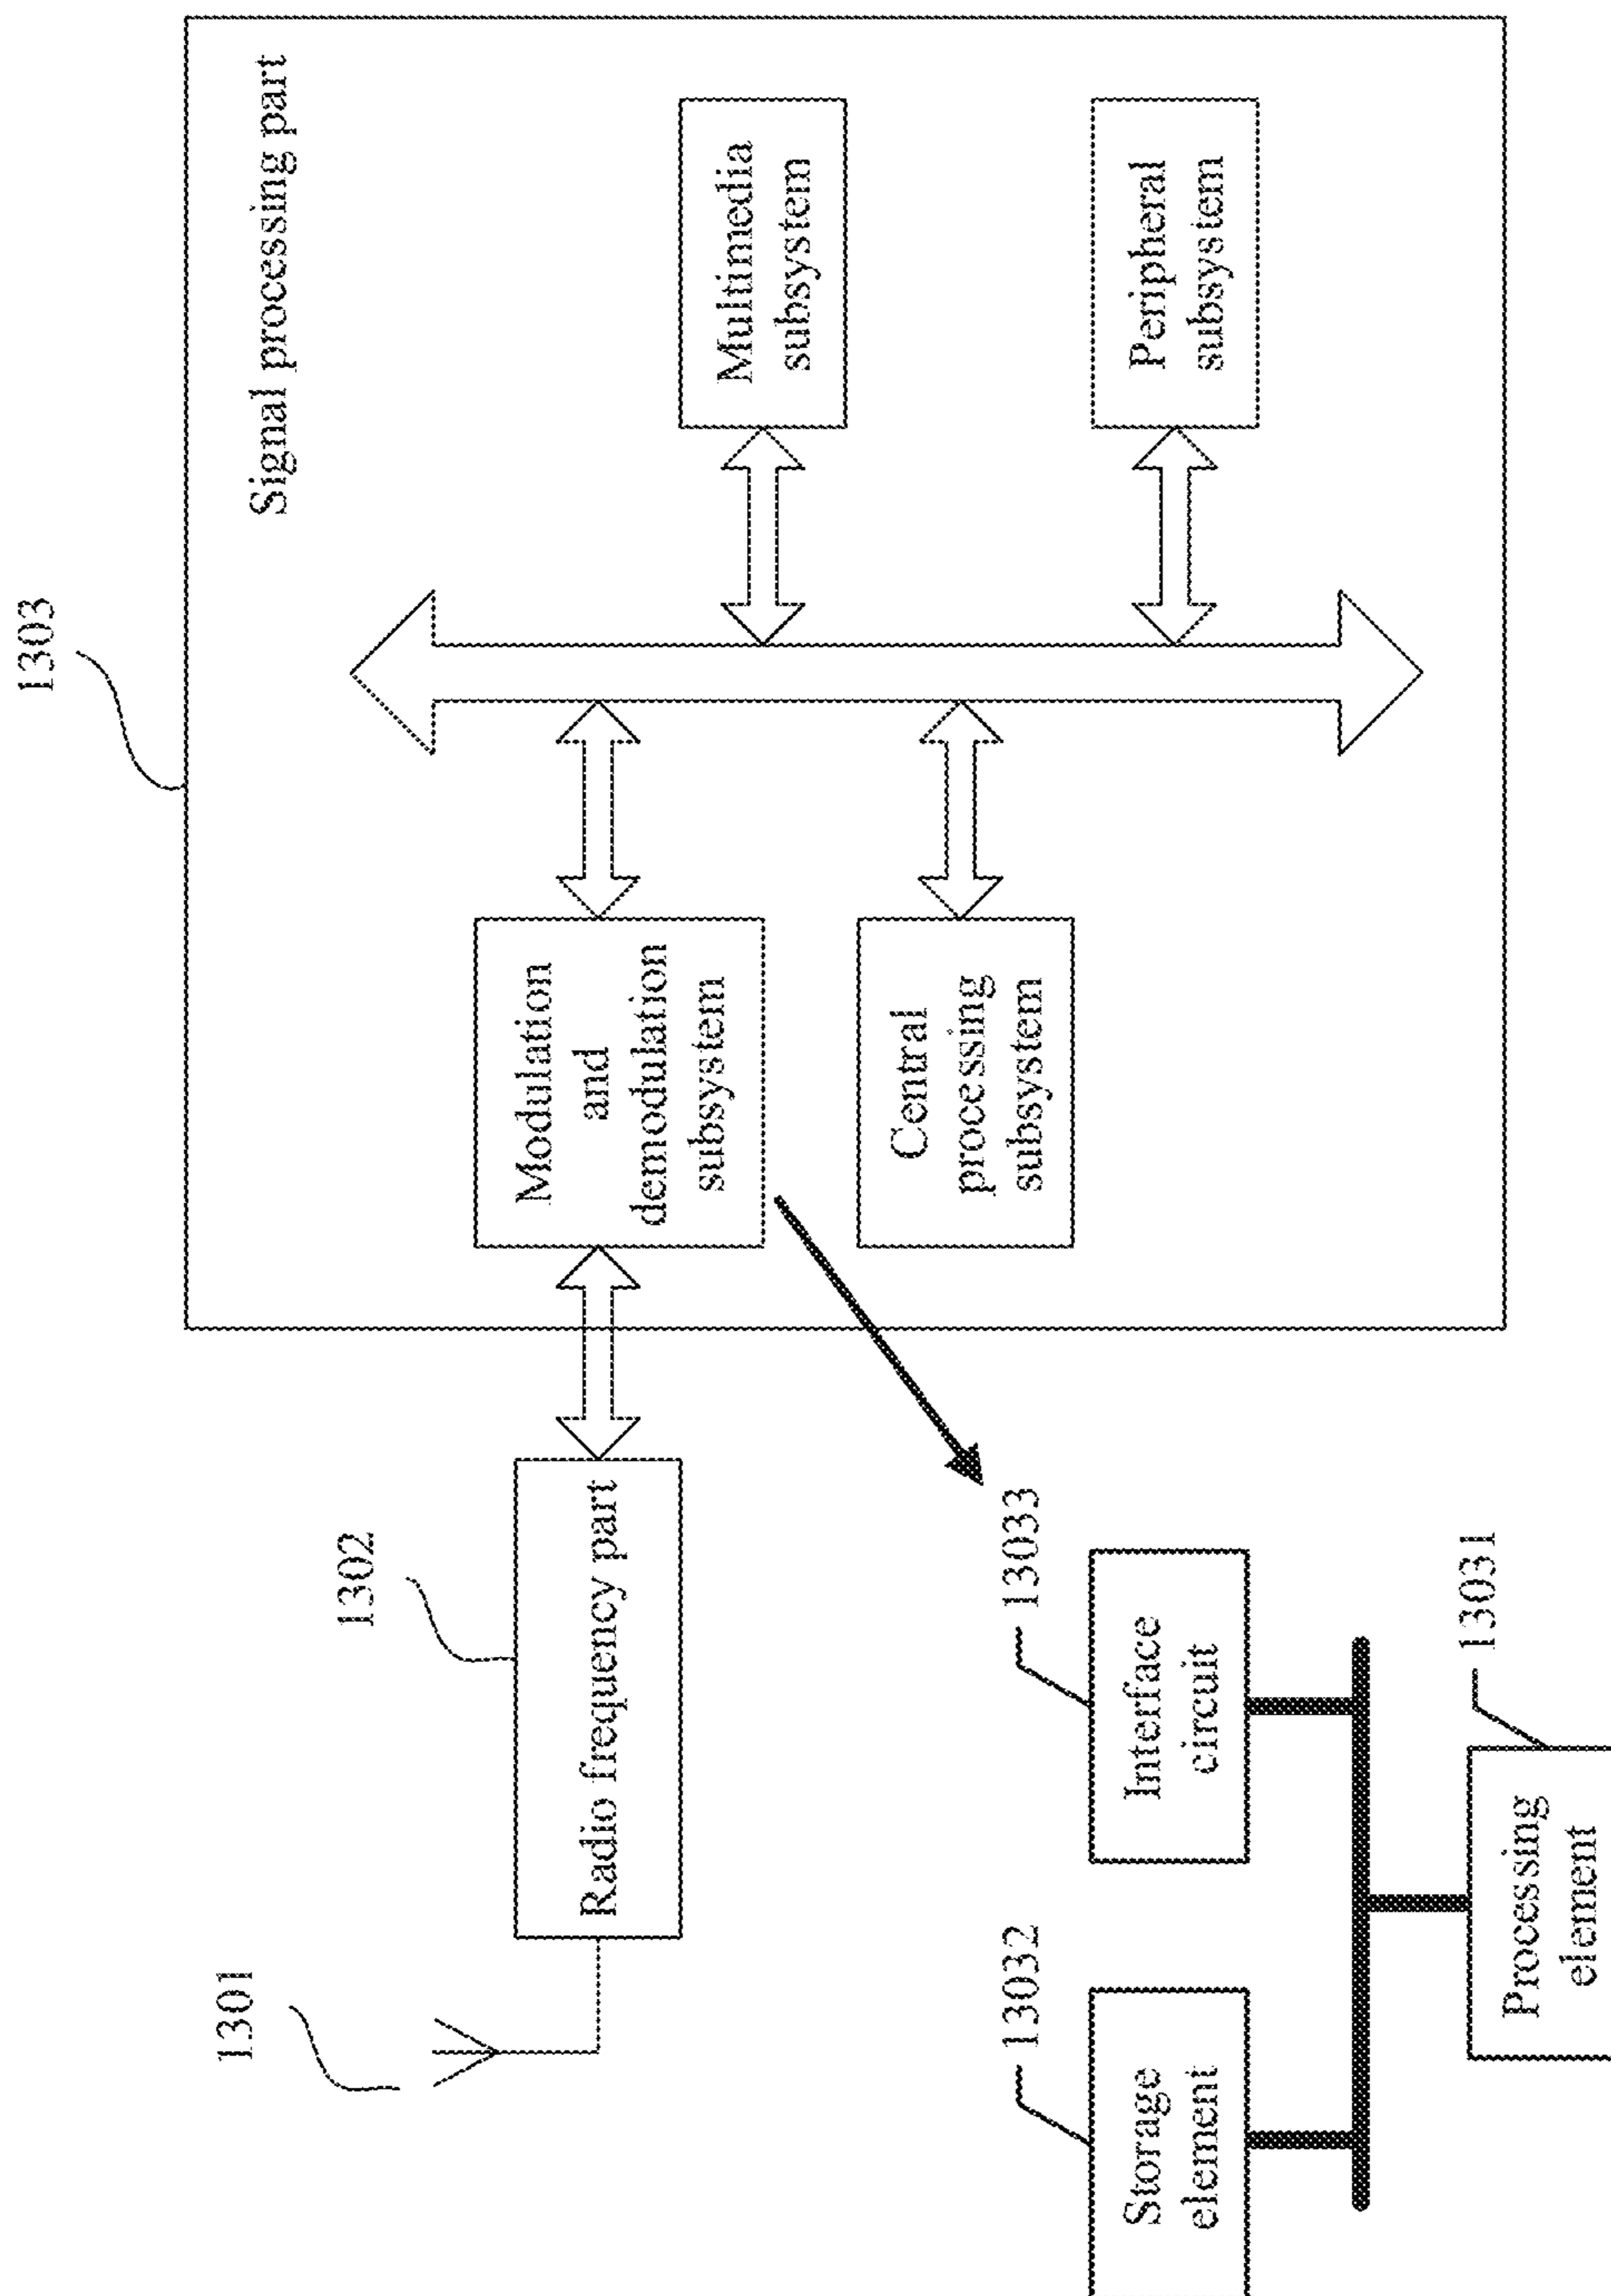 1303
Signal processing part
1301
1302
Radio frequency part
Modulation
and
demodulation
subsystem
Multimedia
subsystem
Central
processing
subsystem
Peripheral
subsystem
13032
Storage
element
13033
Interface
circuit
13031
Processing
element